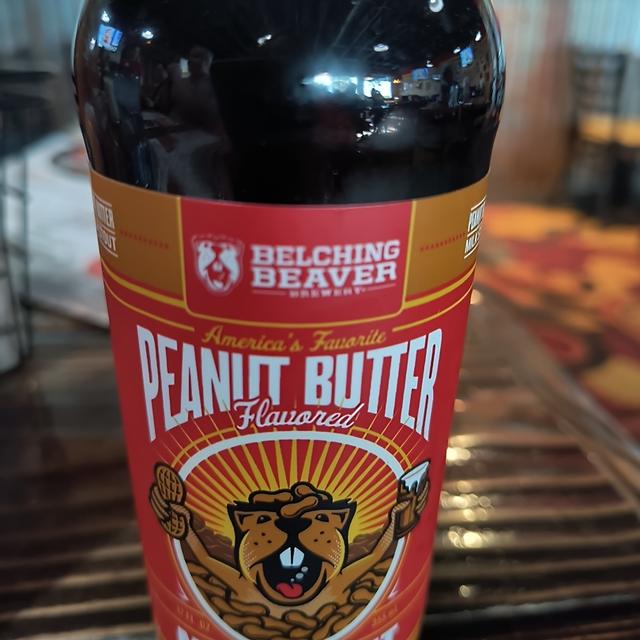 BELCHING
BEAVER
BREWERY
America's Favorite
PEANUT BUTTER
Flavored